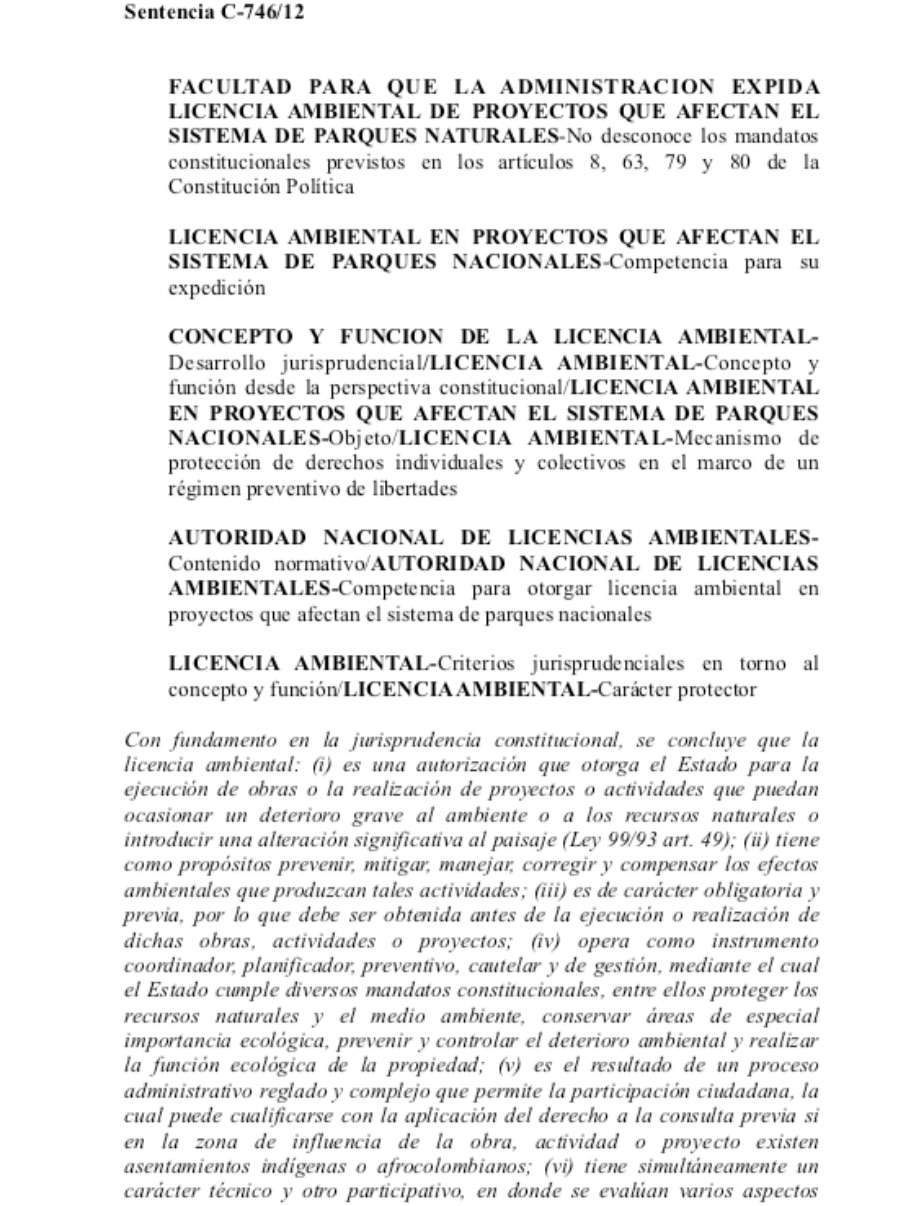 Sentencia C-746/12
FACULTAD PARA QUE LA ADMINISTRACION EXPIDA
LICENCIA AMBIENTAL DE PROYECTOS QUE AFECTAN EL
SISTEMA DE PARQUES NATURALES-No desconoce los mandatos
constitucionales previstos en los artículos 8, 63, 79 y 80 de la
Constitución Política
LICENCIA AMBIENTAL EN PROYECTOS QUE AFECTAN EL
SISTEMA DE PARQUES NACIONALES-Competencia para su
expedición
CONCEPTO Y FUNCION DE LA LICENCIA AMBIENTAL-
Desarrollo jurisprudencial/LICENCIA AMBIENTAL-Concepto y
función desde la perspectiva constitucional/LICENCIA AMBIENTAL
EN PROYECTOS QUE AFECTAN EL SISTEMA DE PARQUES
NACIONALES-Objeto/LICENCIA AMBIENTAL-Mecanismo de
protección de derechos individuales y colectivos en el marco de un
régimen preventivo de libertades
AUTORIDAD NACIONAL DE LICENCIAS AMBIENTALES-
Contenido normativo/AUTORIDAD NACIONAL DE LICENCIAS
AMBIENTALES-Competencia para otorgar licencia ambiental en
proyectos que afectan el sistema de parques nacionales
LICENCIA AMBIENTAL-Criterios jurisprudenciales en torno al
concepto y función/LICENCIA AMBIENTAL-Carácter protector
Con fundamento en la jurisprudencia constitucional, se concluye que la
licencia ambiental: (i) es una autorización que otorga el Estado para la
ejecución de obras o la realización de proyectos o actividades que puedan
ocasionar un deterioro grave al ambiente o a los recursos naturales o
introducir una alteración significativa al paisaje (Ley 99/93 art. 49); (ii) tiene
como propósitos prevenir, mitigar, manejar, corregir y compensar los efectos
ambientales que produzcan tales actividades; (iii) es de carácter obligatoria y
previa, por lo que debe ser obtenida antes de la ejecución o realización de
dichas obras, actividades o proyectos; (iv) opera como instrumento
coordinador, planificador, preventivo, cautelar y de gestión, mediante el cual
el Estado cumple diversos mandatos constitucionales, entre ellos proteger los
recursos naturales y el medio ambiente, conservar áreas de especial
importancia ecológica, prevenir y controlar el deterioro ambiental y realizar
la función ecológica de la propiedad; (v) es el resultado de un proceso
administrativo reglado y complejo que permite la participación ciudadana, la
cual puede cualificarse con la aplicación del derecho a la consulta previa si
en la zona de influencia de la obra, actividad o proyecto existen
asentamientos indígenas o afrocolombianos; (vi) tiene simultáneamente un
carácter técnico y otro participativo, en donde se evalúan varios aspectos